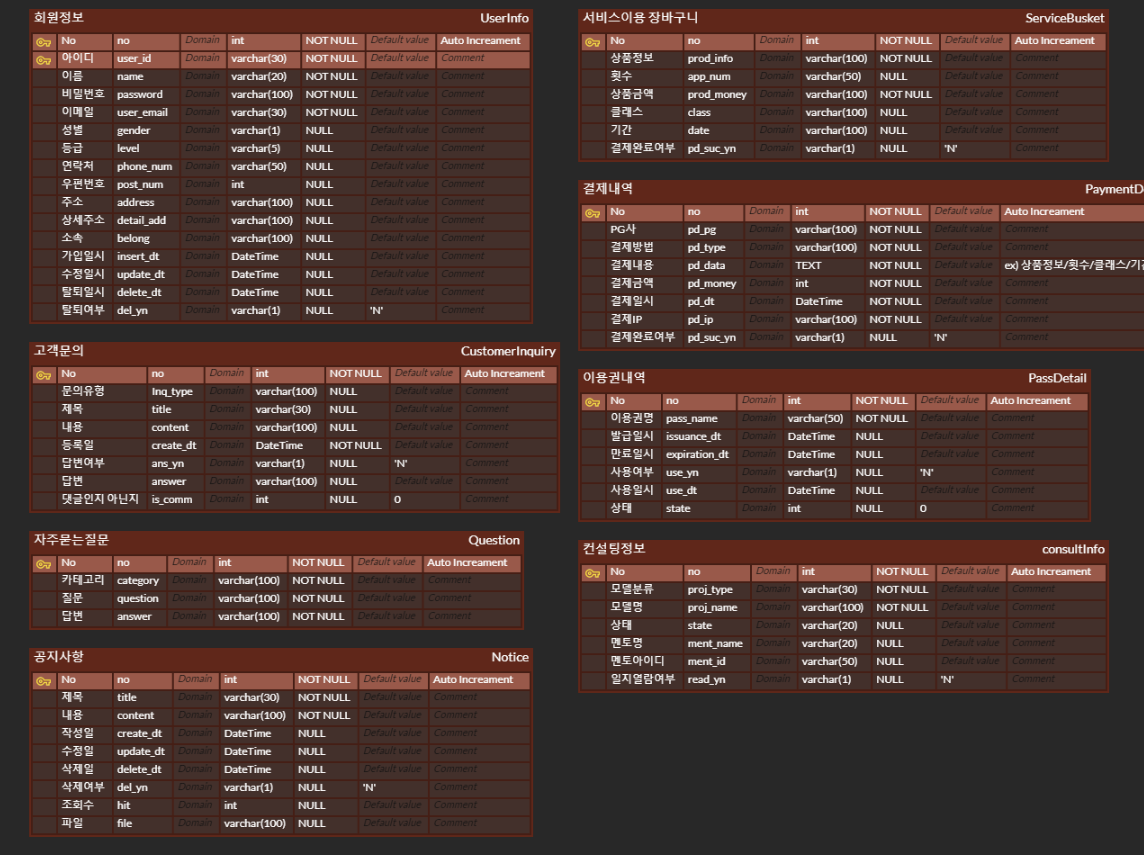 회원정보 UserInfo
No no Domain int NOT NULL Default value Auto Increament
아이디 user_id Domain varchar(30) NOT NULL Default value Comment
이름 name Domain varchar(20) NOT NULL Default value Comment
비밀번호 password Domain varchar(100) NOT NULL Default value Comment
이메일 user_email Domain varchar(30) NOT NULL Default value Comment
성별 gender Domain varchar(1) NULL Default value Comment
등급 level Domain varchar(5) NULL Default value Comment
연락처 phone_num Domain varchar(50) NULL Default value Comment
우편번호 post_num Domain int NULL Default value Comment
주소 address Domain varchar(100) NULL Default value Comment
상세주소 detail_add Domain varchar(100) NULL Default value Comment
소속 belong Domain varchar(100) NULL Default value Comment
가입일시 insert_dt Domain DateTime NULL Default value Comment
수정일시 update_dt Domain DateTime NULL Default value Comment
탈퇴일시 delete_dt Domain DateTime NULL Default value Comment
탈퇴여부 del_yn Domain varchar(1) NULL 'N' Comment
고객문의 CustomerInquiry
No no Domain int NOT NULL Default value Auto Increament
문의유형 Inq_type Domain varchar(100) NULL Default value Comment
제목 title Domain varchar(30) NULL Default value Comment
내용 content Domain varchar(100) NULL Default value Comment
등록일 create_dt Domain DateTime NOT NULL Default value Comment
답변여부 ans_yn Domain varchar(1) NULL 'N' Comment
답변 answer Domain varchar(100) NULL Default value Comment
댓글인지 아닌지 is_comm Domain int NULL 0 Comment
자주묻는질문 Question
No no Domain int NOT NULL Default value Auto Increament
카테고리 category Domain varchar(100) NULL Default value Comment
질문 question Domain varchar(100) NOT NULL Default value Comment
답변 answer Domain varchar(100) NOT NULL Default value Comment
공지사항 Notice
No no Domain int NOT NULL Default value Auto Increament
제목 title Domain varchar(30) NOT NULL Default value Comment
내용 content Domain varchar(100) NOT NULL Default value Comment
작성일 create_dt Domain DateTime NULL Default value Comment
수정일 update_dt Domain DateTime NULL Default value Comment
삭제일 delete_dt Domain DateTime NULL Default value Comment
삭제여부 del_yn Domain varchar(1) NULL 'N' Comment
조회수 hit Domain int NULL Default value Comment
파일 file Domain varchar(100) NULL Default value Comment
서비스이용 장바구니 ServiceBusket
No no Domain int NOT NULL Default value Auto Increament
상품정보 prod_info Domain varchar(100) NOT NULL Default value Comment
횟수 app_num Domain varchar(50) NULL Default value Comment
상품금액 prod_money Domain varchar(100) NOT NULL Default value Comment
클래스 class Domain varchar(100) NULL Default value Comment
기간 date Domain varchar(100) NULL Default value Comment
결제완료여부 pd_suc_yn Domain varchar(1) NULL 'N' Comment
결제내역 PaymentD
No no Domain int NOT NULL Default value Auto Increament
PG사 pd_pg Domain varchar(100) NOT NULL Default value Comment
결제방법 pd_type Domain varchar(100) NOT NULL Default value Comment
결제내용 pd_data Domain TEXT NOT NULL Default value ex) 상품정보/횟수/클래스/기간
결제금액 pd_money Domain int NOT NULL Default value Comment
결제일시 pd_dt Domain DateTime NOT NULL Default value Comment
결제IP pd_ip Domain varchar(100) NOT NULL Default value Comment
결제완료여부 pd_suc_yn Domain varchar(1) NULL 'N' Comment
이용권내역 PassDetail
No no Domain int NOT NULL Default value Auto Increament
이용권명 pass_name Domain varchar(50) NOT NULL Default value Comment
발급일시 issuance_dt Domain DateTime NULL Default value Comment
만료일시 expiration_dt Domain DateTime NULL Default value Comment
사용여부 use_yn Domain varchar(1) NULL 'N' Comment
사용일시 use_dt Domain DateTime NULL Default value Comment
상태 state Domain int NULL 0 Comment
컨설팅정보 consultInfo
No no Domain int NOT NULL Default value Auto Increament
모델분류 proj_type Domain varchar(30) NOT NULL Default value Comment
모델명 proj_name Domain varchar(100) NOT NULL Default value Comment
상태 state Domain varchar(20) NULL Default value Comment
멘토명 ment_name Domain varchar(20) NULL Default value Comment
멘토아이디 ment_id Domain varchar(50) NULL Default value Comment
일지열람여부 read_yn Domain varchar(1) NULL 'N' Comment